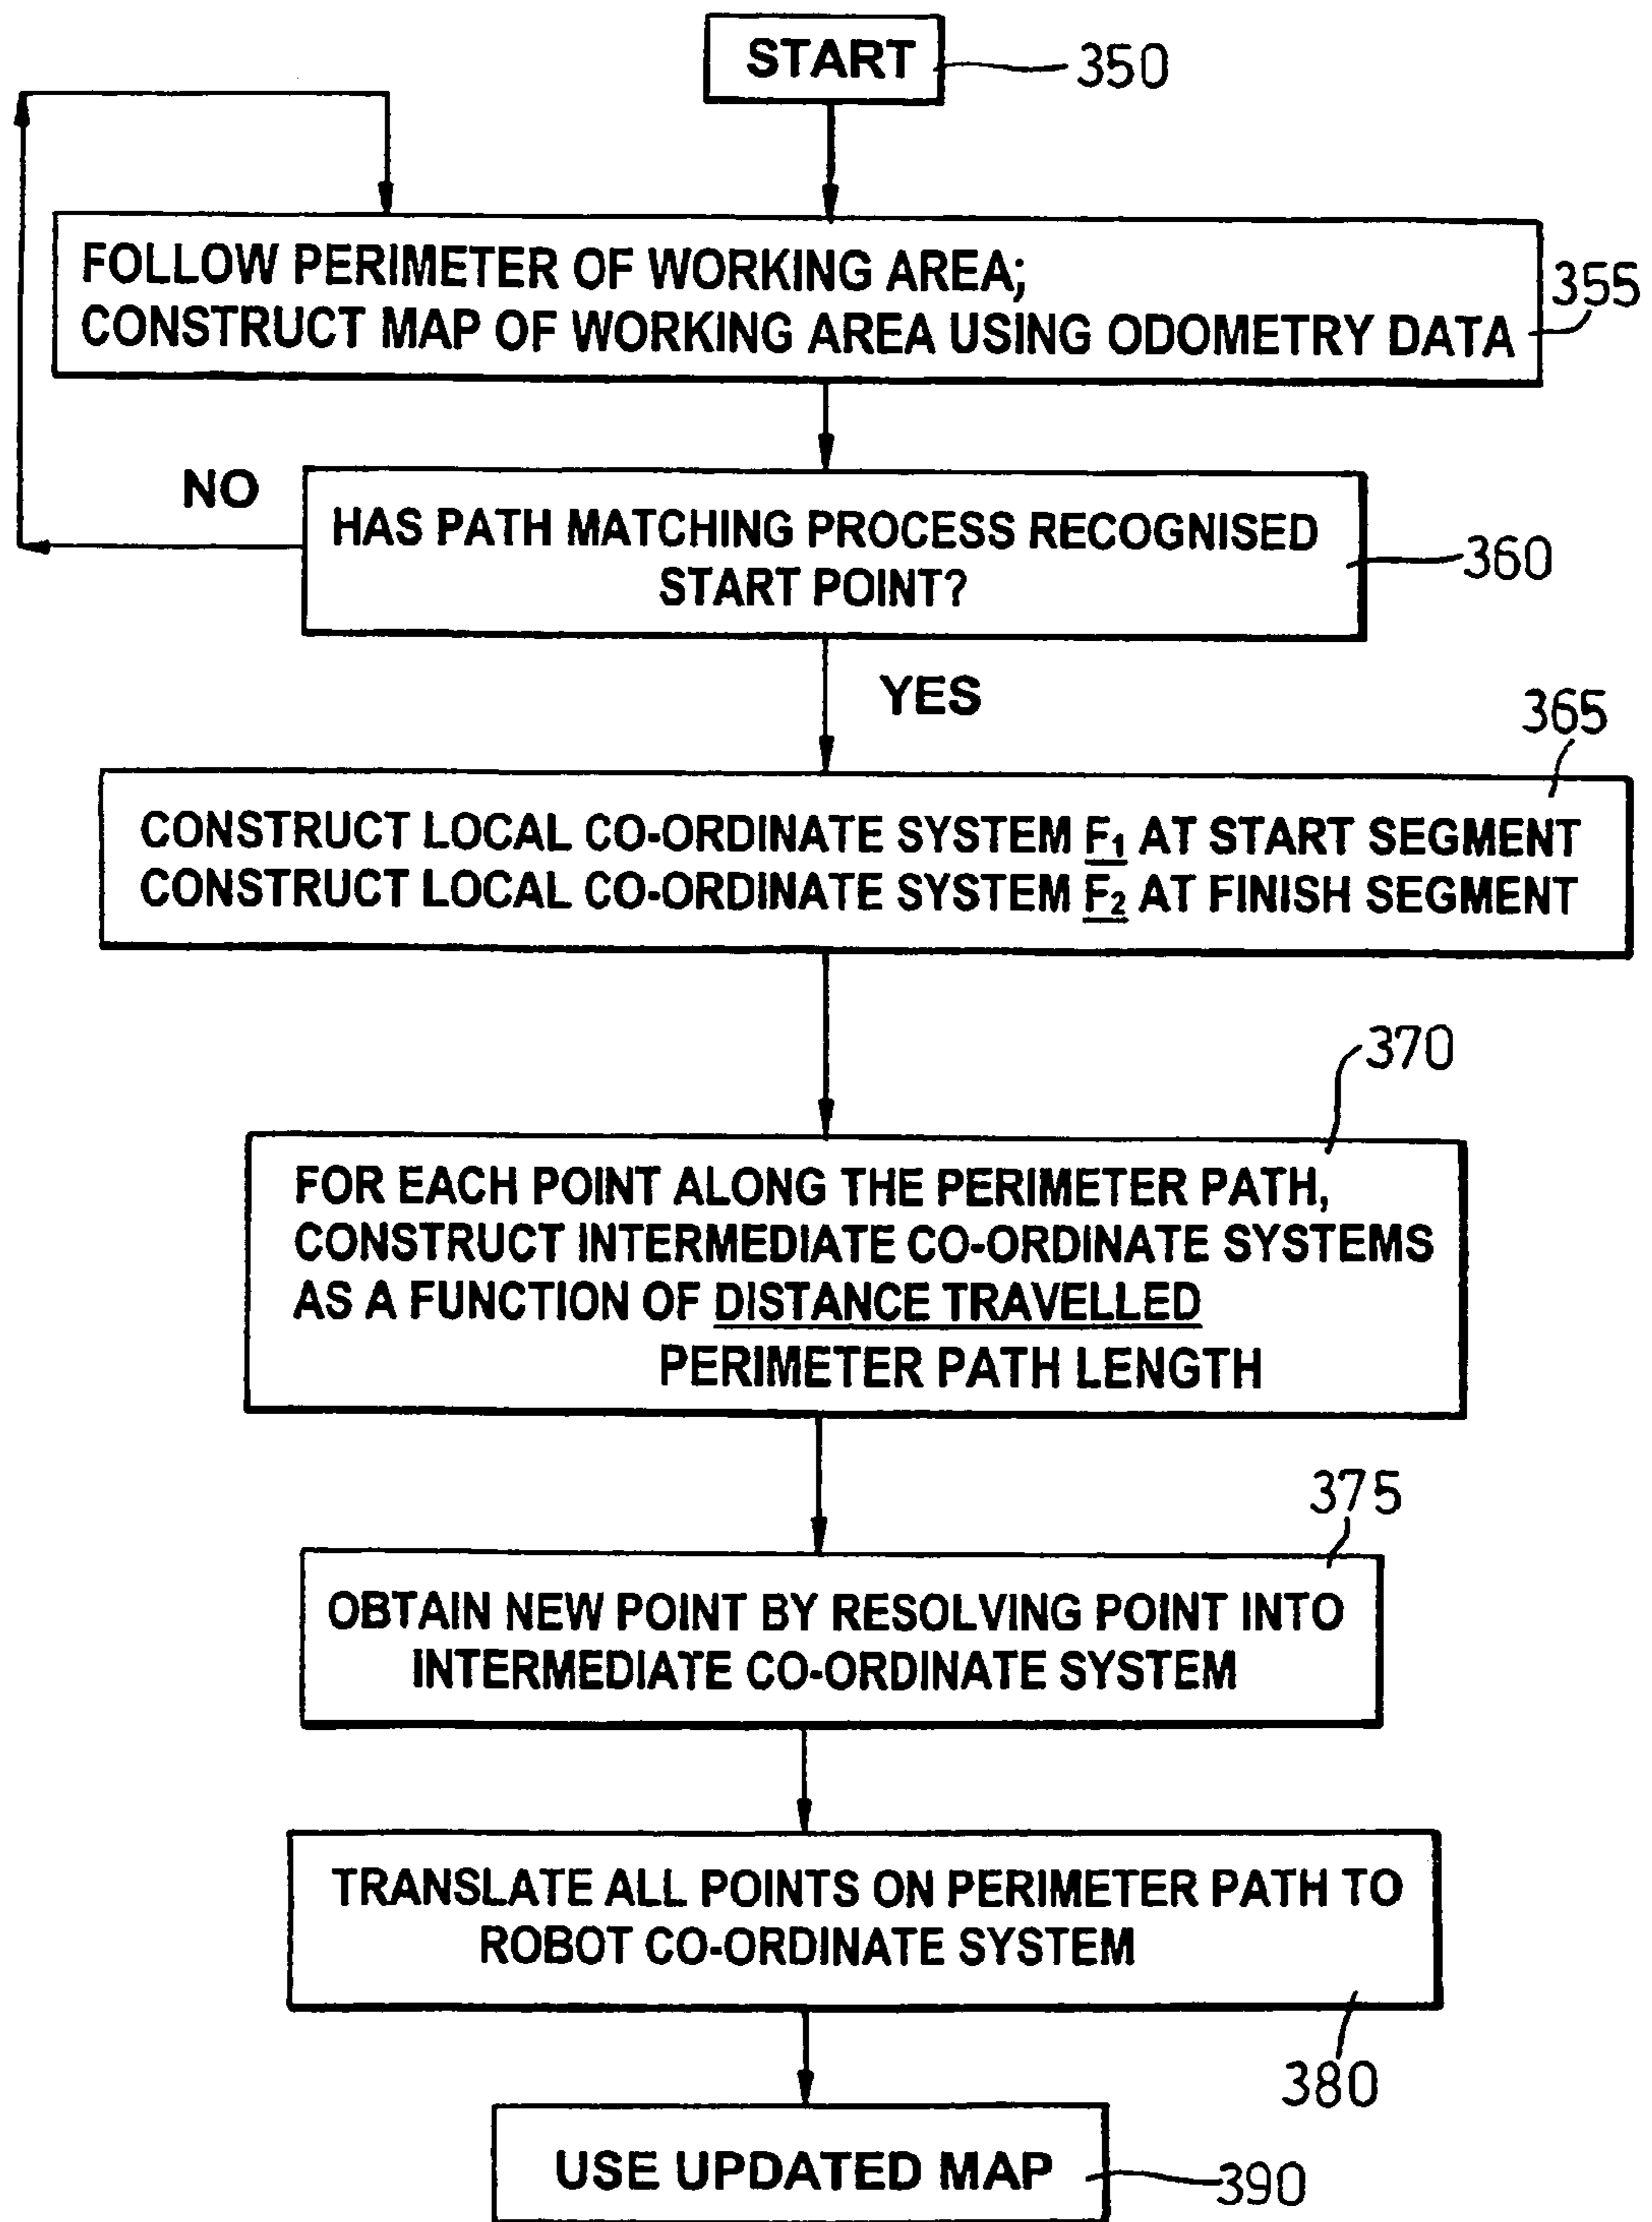 START
350
FOLLOW PERIMETER OF WORKING AREA;
CONSTRUCT MAP OF WORKING AREA USING ODOMETRY DATA
355
NO
HAS PATH MATCHING PROCESS RECOGNISED
START POINT?
360
YES
365
CONSTRUCT LOCAL CO-ORDINATE SYSTEM F₁ AT START SEGMENT
CONSTRUCT LOCAL CO-ORDINATE SYSTEM F₂ AT FINISH SEGMENT
370
FOR EACH POINT ALONG THE PERIMETER PATH,
CONSTRUCT INTERMEDIATE CO-ORDINATE SYSTEMS
AS A FUNCTION OF DISTANCE TRAVELLED
PERIMETER PATH LENGTH
375
OBTAIN NEW POINT BY RESOLVING POINT INTO
INTERMEDIATE CO-ORDINATE SYSTEM
TRANSLATE ALL POINTS ON PERIMETER PATH TO
ROBOT CO-ORDINATE SYSTEM
380
USE UPDATED MAP
390